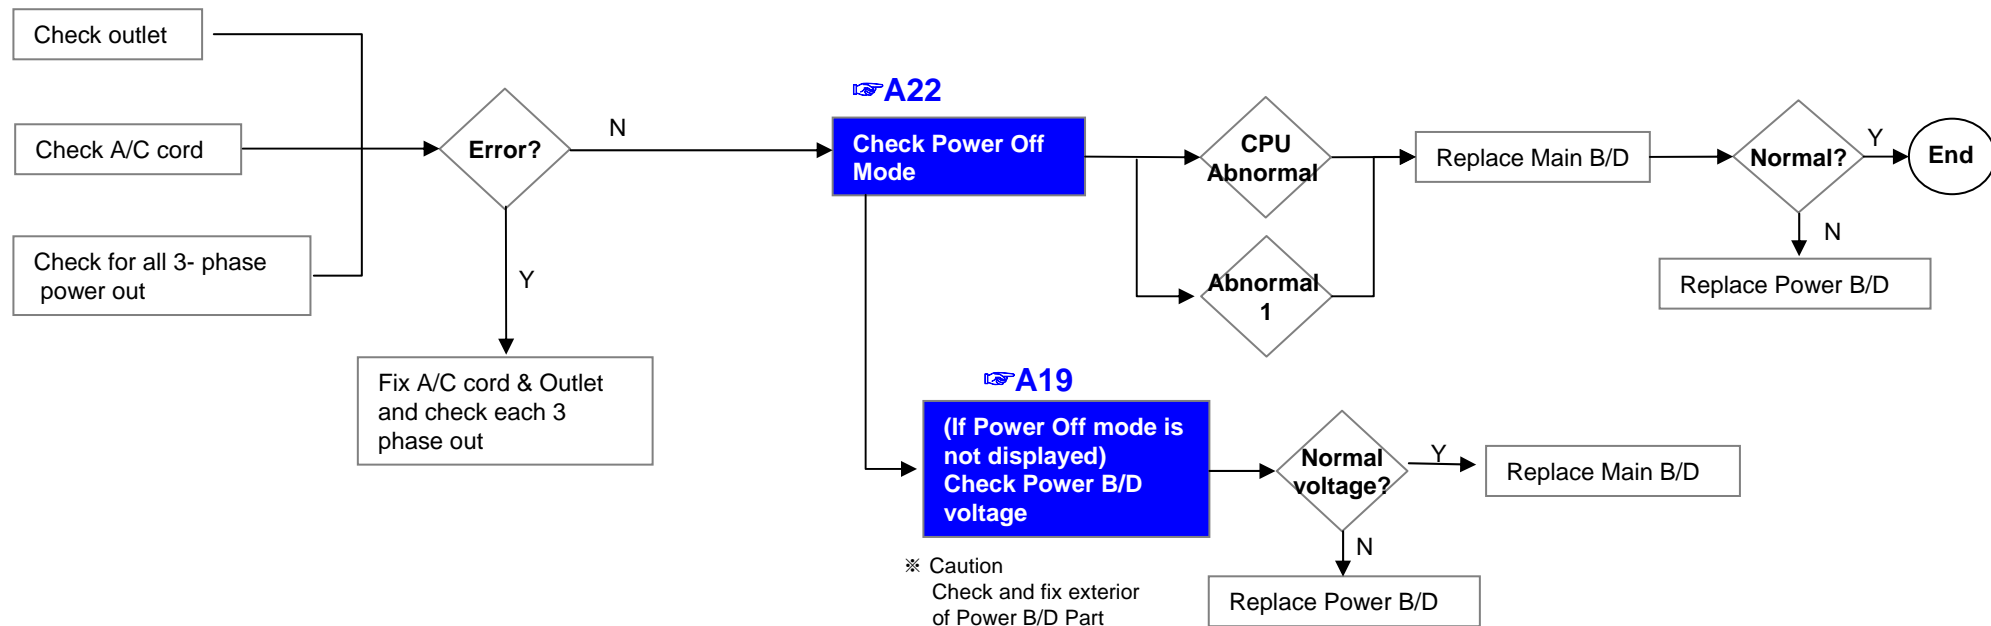 Check outlet
Check A/C cord
Check for all 3- phase
power out
Error?
N
Y
Fix A/C cord & Outlet
and check each 3
phase out
☞A22
Check Power Off
Mode
CPU
Abnormal
Abnormal
1
Replace Main B/D
Normal?
Y
End
N
Replace Power B/D
☞A19
(If Power Off mode is
not displayed)
Check Power B/D
voltage
※ Caution
Check and fix exterior
of Power B/D Part
Normal
voltage?
Y
Replace Main B/D
N
Replace Power B/D